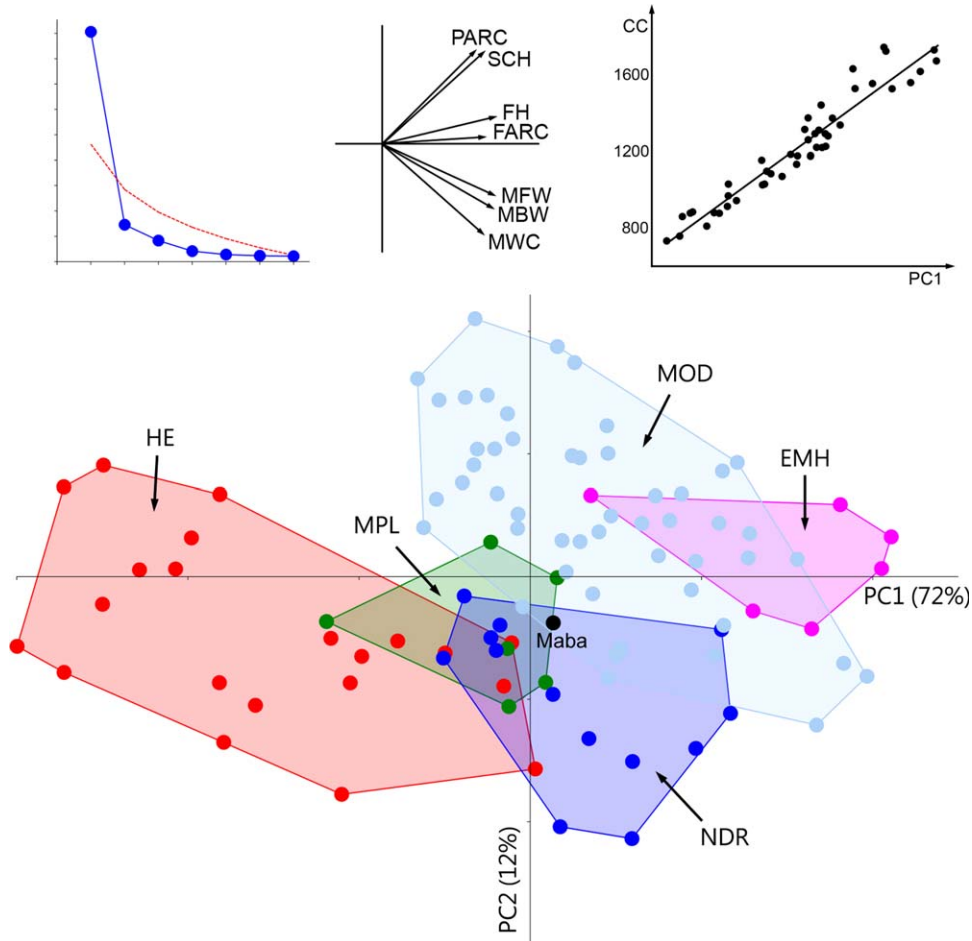 PARC
SCH
FH
FARC
MFW
MBW
MWC
CC
1600
1200
800
PC1
MOD
HE
EMH
MPL
PC1 (72%)
Maba
NDR
PC2 (12%)